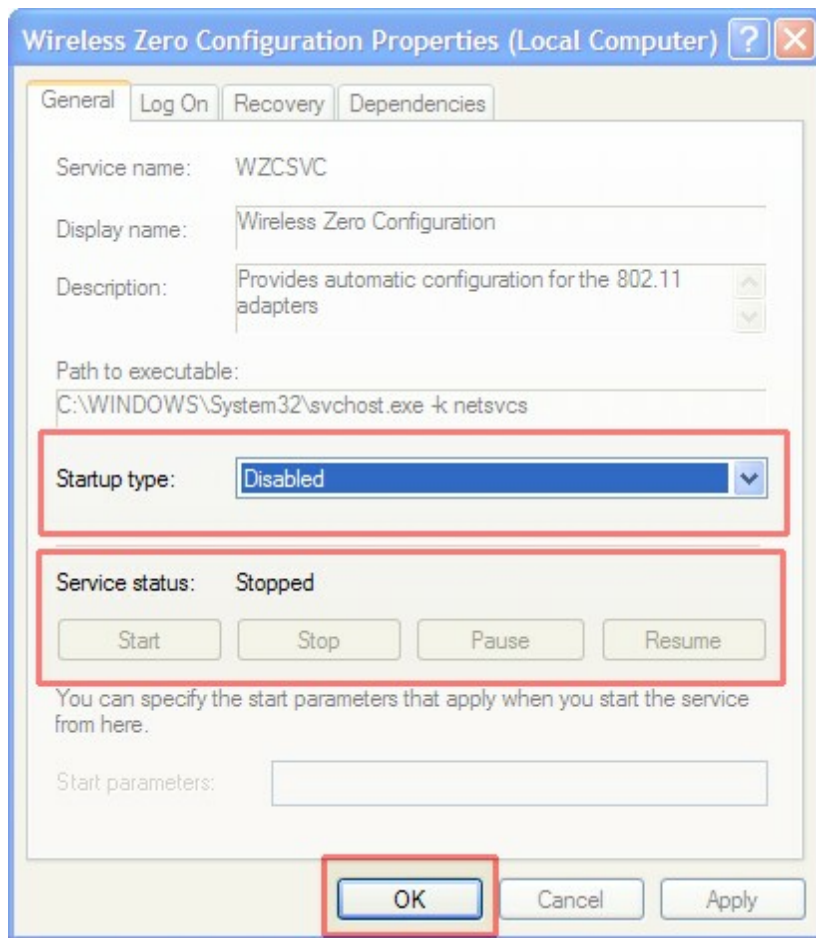 Wireless Zero Configuration Properties (Local Computer)
General Log On Recovery Dependencies
Service name: WZCSVC
Display name: Wireless Zero Configuration
Description: Provides automatic configuration for the 802.11
adapters
Path to executable:
C:\WINDOWS\System32\svchost.exe -k netsvcs
Startup type: Disabled
Service status: Stopped
Start Stop Pause Resume
You can specify the start parameters that apply when you start the service
from here.
Start parameters:
OK Cancel Apply